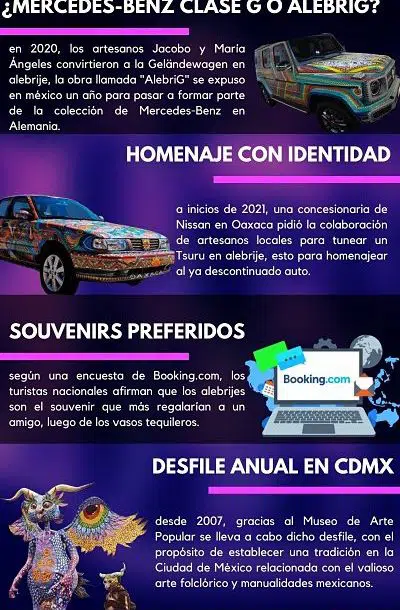 ¿MERCEDES-BENZ CLASE G O ALEBRIG?
en 2020, los artesanos Jacobo y María
Ángeles convirtieron a la Geländewagen en
alebrije, la obra llamada "AlebriG" se expuso
en méxico un año para pasar a formar parte
de la colección de Mercedes-Benz en
Alemania.
HOMENAJE CON IDENTIDAD
a inicios de 2021, una concesionaria de
Nissan en Oaxaca pidió la colaboración
de artesanos locales para tunear un
Tsuru en alebrije, esto para homenajear
al ya descontinuado auto.
OAXACA
SOUVENIRS PREFERIDOS
según una encuesta de Booking.com, los
turistas nacionales afirman que los alebrijes
son el souvenir que más regalarían a un
amigo, luego de los vasos tequileros.
Booking.com
DESFILE ANUAL EN CDMX
desde 2007, gracias al Museo de Arte
Popular se lleva a cabo dicho desfile, con el
propósito de establecer una tradición en la
Ciudad de México relacionada con el valioso
arte folclórico y manualidades mexicanos.